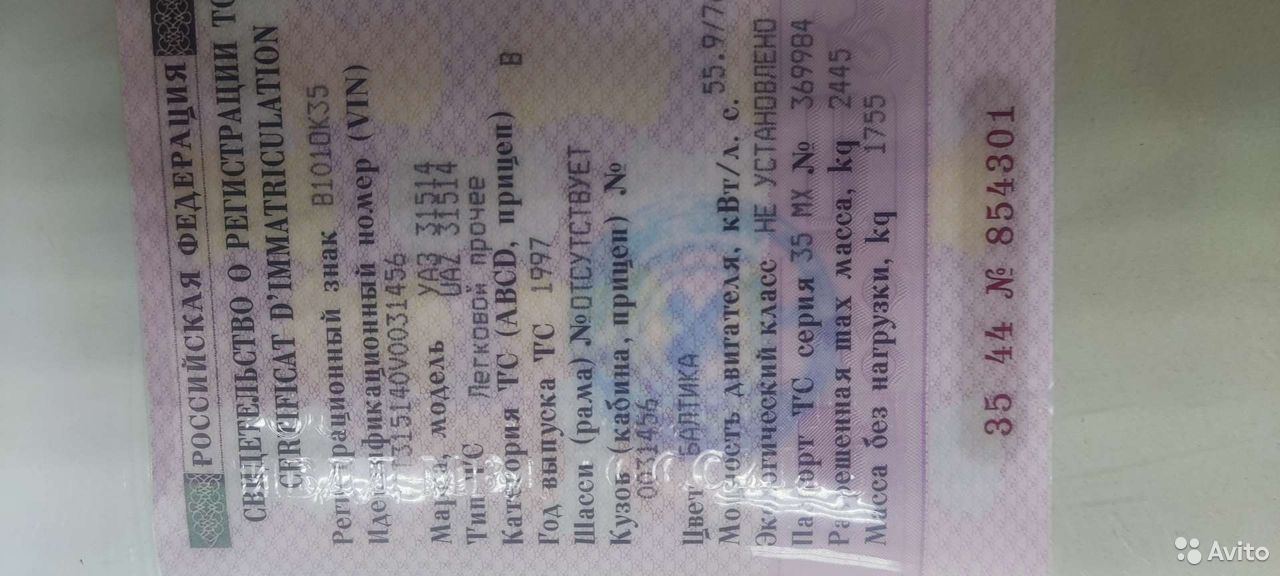 РОССИЙСКАЯ ФЕДЕРАЦИЯ
СВИДЕТЕЛЬСТВО О РЕГИСТРАЦИИ ТС
CERTIFICAT D'IMMATRICULATION
Регистрационный знак В101ОК35
Идентификационный номер (VIN)
Марка, модель УАЗ 31514
UAZ 31514
Тип ТС Легковой прочее
Категория ТС (ABCD, прицеп) В
Год выпуска ТС 1997
Шасси (рама) № ОТСУТСТВУЕТ
Кузов (кабина, прицеп) №
0031456
Цвет БАЛТИКА
Мощность двигателя, кВт/л. с. 55.9/76
Экологический класс НЕ УСТАНОВЛЕНО
Паспорт ТС серия 35 МХ № 369984
Разрешенная max масса, kg 2445
Масса без нагрузки, kg 1755
35 44 № 854301
Avito